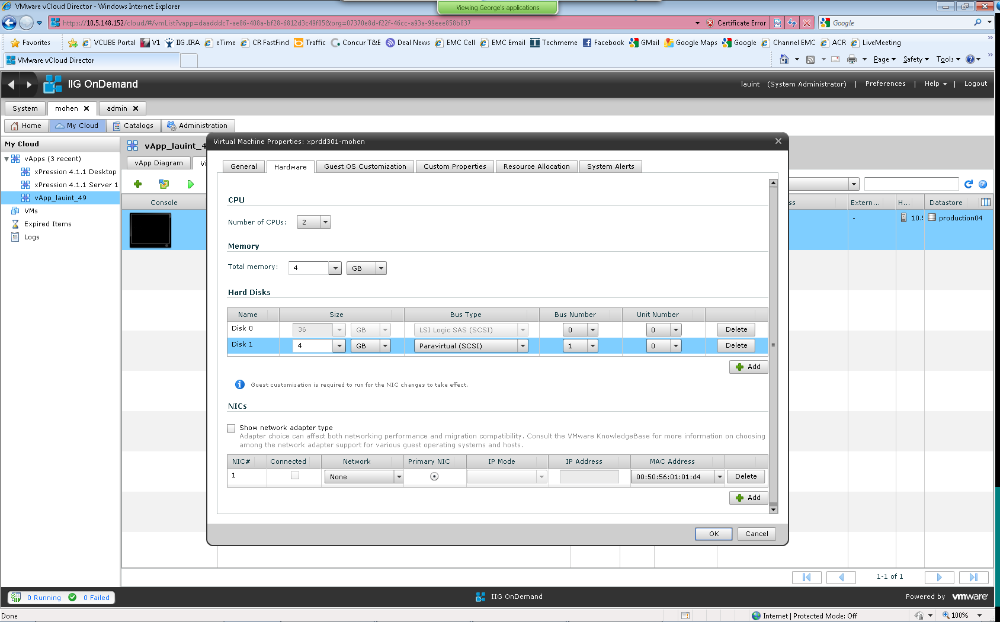 VMware vCloud Director - Windows Internet Explorer
Viewing George's applications
https://10.5.148.152/cloud/#/vmList?vapp=daadddc7-ae86-408a-bf28-6812d3c49f05&org=07370e8d-f22f-46cc-a93a-99eee858b837
Certificate Error
Google
Favorites VCUBE Portal V1 IIG JIRA eTime CR FastFind Traffic Concur T&E Deal News EMC Cell EMC Email Techmeme Facebook GMail Google Maps Google Channel EMC ACR LiveMeeting
VMware vCloud Director
Page Safety Tools
IIG OnDemand
lauint (System Administrator) | Preferences | Help | Logout
System mohen admin
Home My Cloud Catalogs Administration
My Cloud
vApps (3 recent)
xPression 4.1.1 Desktop
xPression 4.1.1 Server 1
vApp_lauint_49
VMs
Expired Items
Logs
vApp_lauint_4
vApp Diagram Vi
Console
ss Extern... H... Datastore
- 10.! production04
Virtual Machine Properties: xprdd301-mohen
General Hardware Guest OS Customization Custom Properties Resource Allocation System Alerts
CPU
Number of CPUs: 2
Memory
Total memory: 4 GB
Hard Disks
Name Size Bus Type Bus Number Unit Number
Disk 0 36 GB LSI Logic SAS (SCSI) 0 0 Delete
Disk 1 4 GB Paravirtual (SCSI) 1 0 Delete
Add
Guest customization is required to run for the NIC changes to take effect.
NICs
Show network adapter type
Adapter choice can affect both networking performance and migration compatibility. Consult the VMware KnowledgeBase for more information on choosing
among the network adapter support for various guest operating systems and hosts.
NIC# Connected Network Primary NIC IP Mode IP Address MAC Address
1 None 00:50:56:01:01:d4 Delete
Add
OK Cancel
1-1 of 1
0 Running 0 Failed
IIG OnDemand
Powered by vmware
Done
Internet | Protected Mode: Off
100%